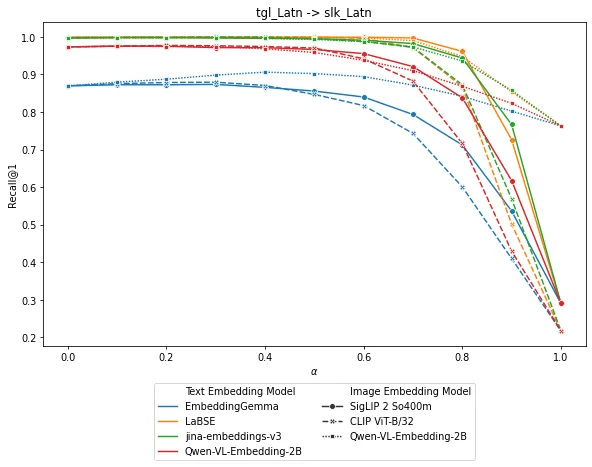 tgl_Latn -> slk_Latn
1.0
0.9
0.8
0.7
0.6
0.5
0.4
0.3
0.2
Recall@1
0.0 0.2 0.4 0.6 0.8 1.0
α
Text Embedding Model Image Embedding Model
EmbeddingGemma SigLIP 2 So400m
LaBSE CLIP ViT-B/32
jina-embeddings-v3 Qwen-VL-Embedding-2B
Qwen-VL-Embedding-2B